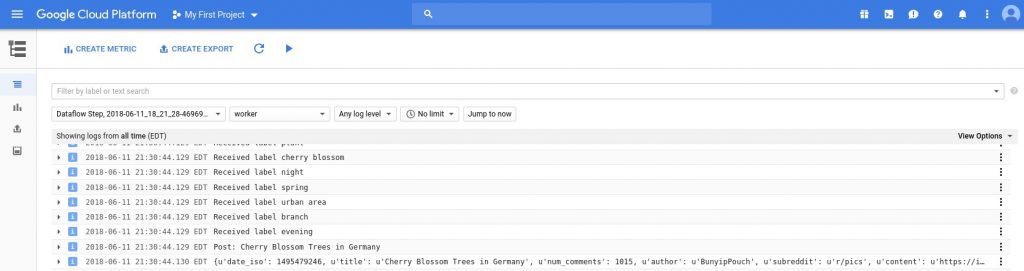 Google Cloud Platform My First Project
CREATE METRIC CREATE EXPORT
Filter by label or text search
Dataflow Step, 2018-06-11_18_21_28-46969... worker Any log level No limit Jump to now
Showing logs from all time (EDT) View Options
2018-06-11 21:30:44.129 EDT Received label plant
2018-06-11 21:30:44.129 EDT Received label cherry blossom
2018-06-11 21:30:44.129 EDT Received label night
2018-06-11 21:30:44.129 EDT Received label spring
2018-06-11 21:30:44.129 EDT Received label urban area
2018-06-11 21:30:44.129 EDT Received label branch
2018-06-11 21:30:44.129 EDT Received label evening
2018-06-11 21:30:44.129 EDT Post: Cherry Blossom Trees in Germany
2018-06-11 21:30:44.130 EDT {u'date_iso': 1495479246, u'title': u'Cherry Blossom Trees in Germany', u'num_comments': 1015, u'author': u'BunyipPouch', u'subreddit': u'r/pics', u'content': u'https://i...